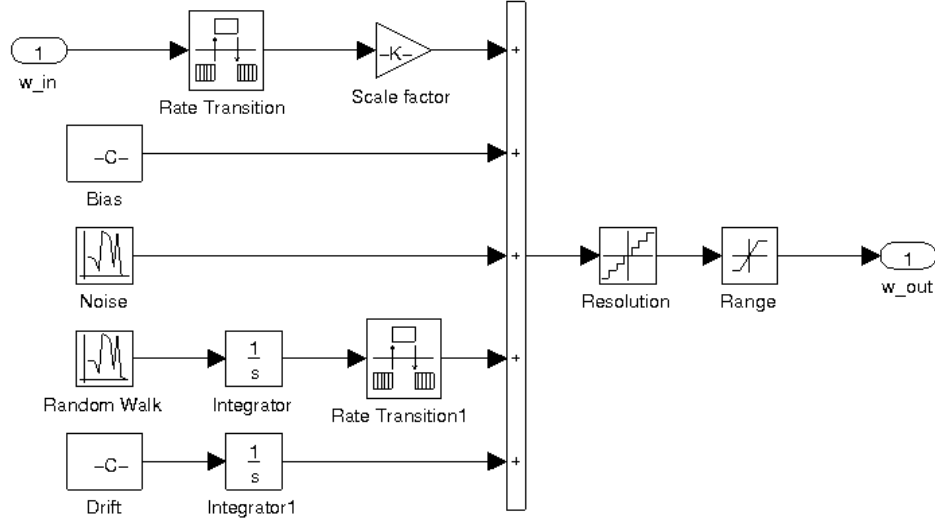 1
w_in
Rate Transition
–K–
Scale factor
+
–C–
Bias
+
Noise
+
Resolution
Range
1
w_out
Random Walk
1
s
Integrator
Rate Transition1
+
–C–
Drift
1
s
Integrator1
+